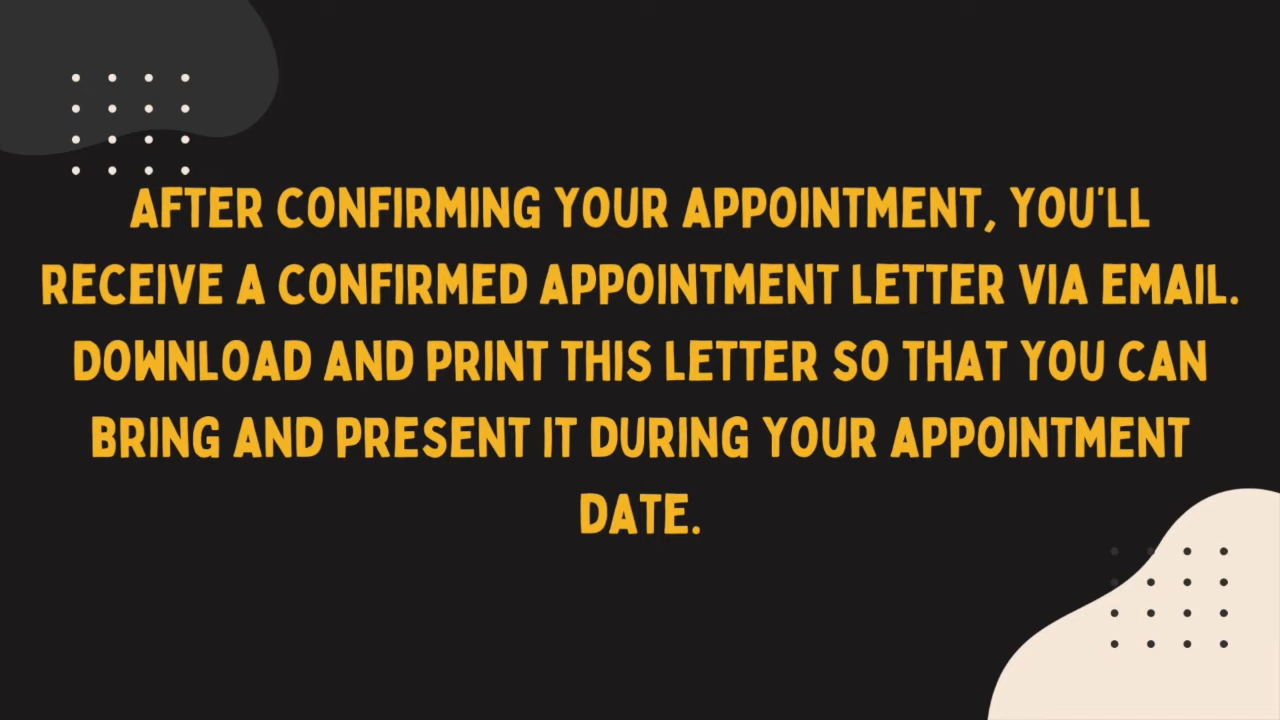 AFTER CONFIRMING YOUR APPOINTMENT, YOU'LL
RECEIVE A CONFIRMED APPOINTMENT LETTER VIA EMAIL.
DOWNLOAD AND PRINT THIS LETTER SO THAT YOU CAN
BRING AND PRESENT IT DURING YOUR APPOINTMENT
DATE.